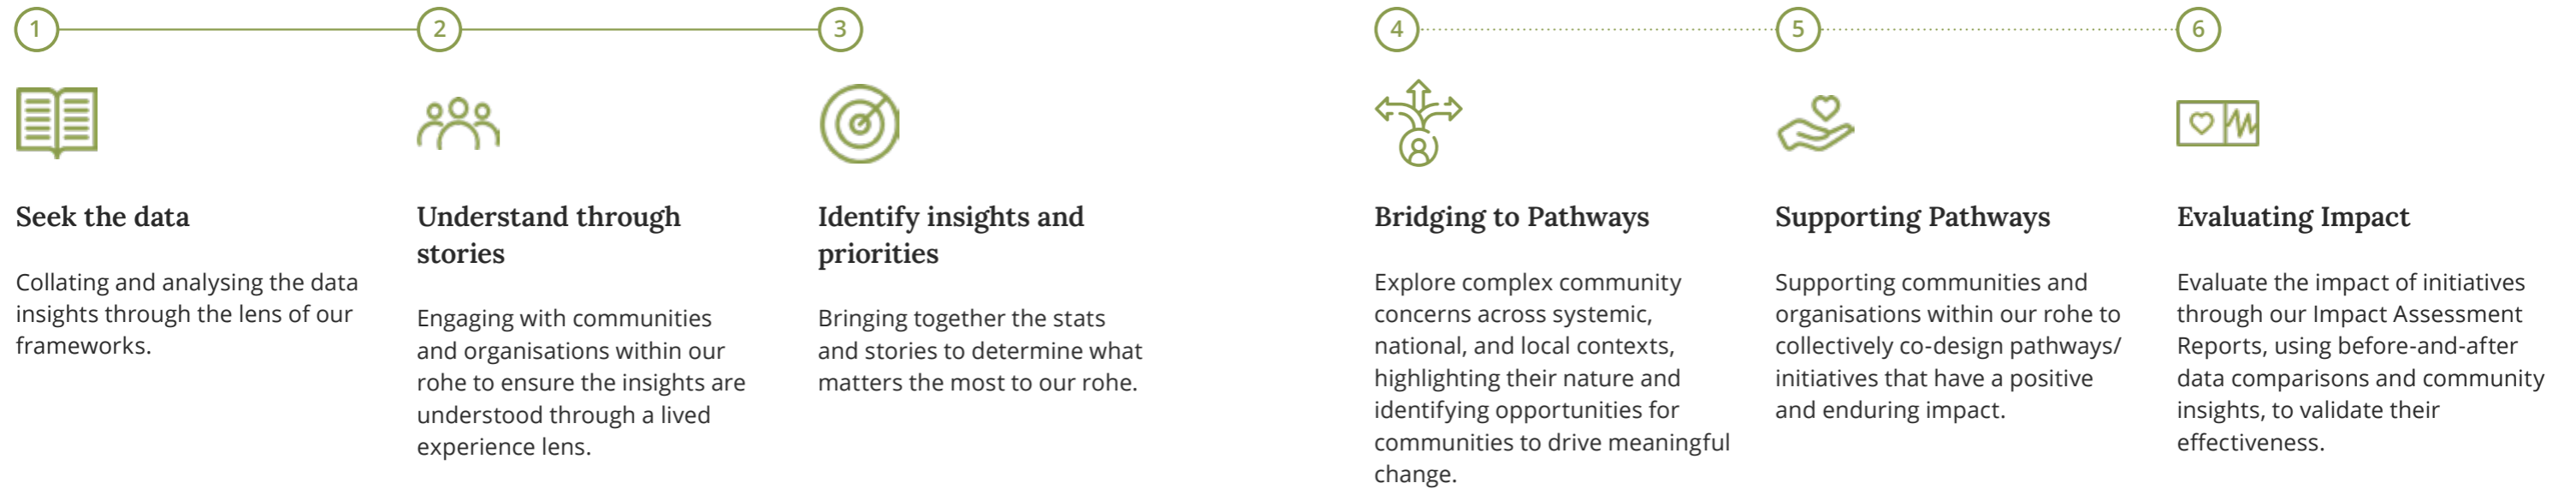 1
Seek the data
Collating and analysing the data
insights through the lens of our
frameworks.
2
Understand through
stories
Engaging with communities
and organisations within our
rohe to ensure the insights are
understood through a lived
experience lens.
3
Identify insights and
priorities
Bringing together the stats
and stories to determine what
matters the most to our rohe.
4
Bridging to Pathways
Explore complex community
concerns across systemic,
national, and local contexts,
highlighting their nature and
identifying opportunities for
communities to drive meaningful
change.
5
Supporting Pathways
Supporting communities and
organisations within our rohe to
collectively co-design pathways/
initiatives that have a positive
and enduring impact.
6
Evaluating Impact
Evaluate the impact of initiatives
through our Impact Assessment
Reports, using before-and-after
data comparisons and community
insights, to validate their
effectiveness.